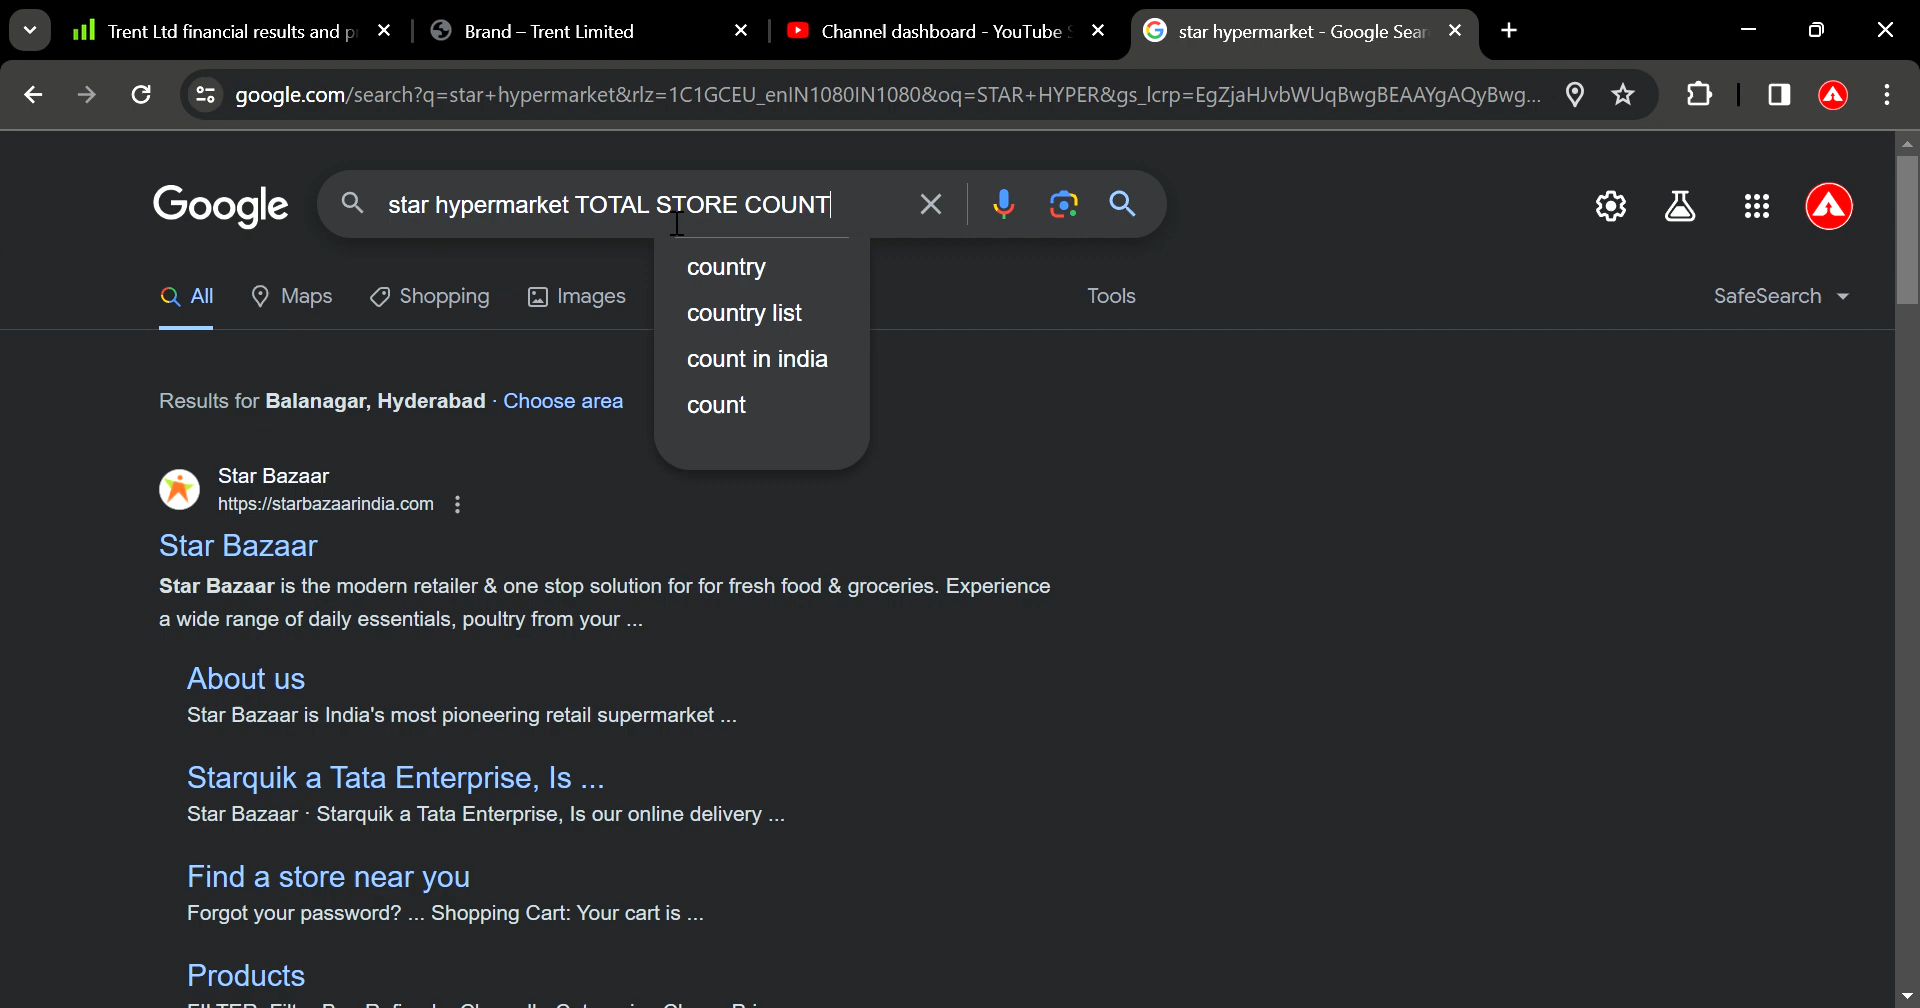 Trent Ltd financial results and p
Brand – Trent Limited
Channel dashboard - YouTube S
star hypermarket - Google Sear
google.com/search?q=star+hypermarket&rlz=1C1GCEU_enIN1080IN1080&oq=STAR+HYPER&gs_lcrp=EgZjaHJvbWUqBwgBEAAYgAQyBwg...
Google
star hypermarket TOTAL STORE COUNT
country
country list
count in india
count
All
Maps
Shopping
Images
Tools
SafeSearch
Results for Balanagar, Hyderabad · Choose area
Star Bazaar
https://starbazaarindia.com
Star Bazaar
Star Bazaar is the modern retailer & one stop solution for for fresh food & groceries. Experience
a wide range of daily essentials, poultry from your ...
About us
Star Bazaar is India's most pioneering retail supermarket ...
Starquik a Tata Enterprise, Is ...
Star Bazaar · Starquik a Tata Enterprise, Is our online delivery ...
Find a store near you
Forgot your password? ... Shopping Cart: Your cart is ...
Products